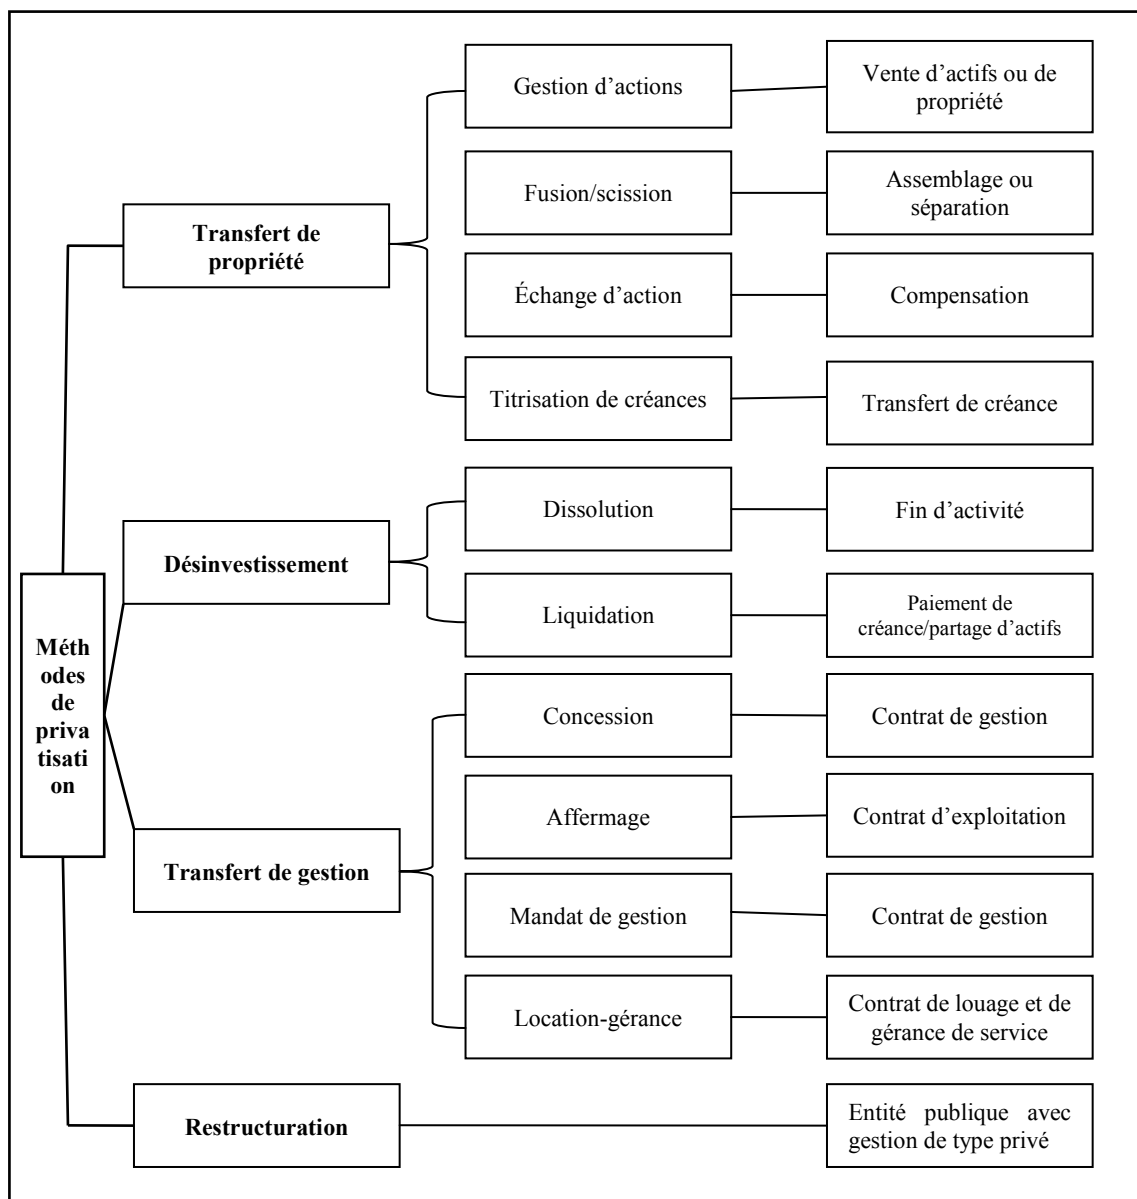 Méth
odes
de
priva
tisati
on
Transfert de
propriété
Gestion d’actions
Vente d’actifs ou de
propriété
Fusion/scission
Assemblage ou
séparation
Échange d’action
Compensation
Titrisation de créances
Transfert de créance
Désinvestissement
Dissolution
Fin d’activité
Liquidation
Paiement de
créance/partage d’actifs
Transfert de gestion
Concession
Contrat de gestion
Affermage
Contrat d’exploitation
Mandat de gestion
Contrat de gestion
Location-gérance
Contrat de louage et de
gérance de service
Restructuration
Entité publique avec
gestion de type privé